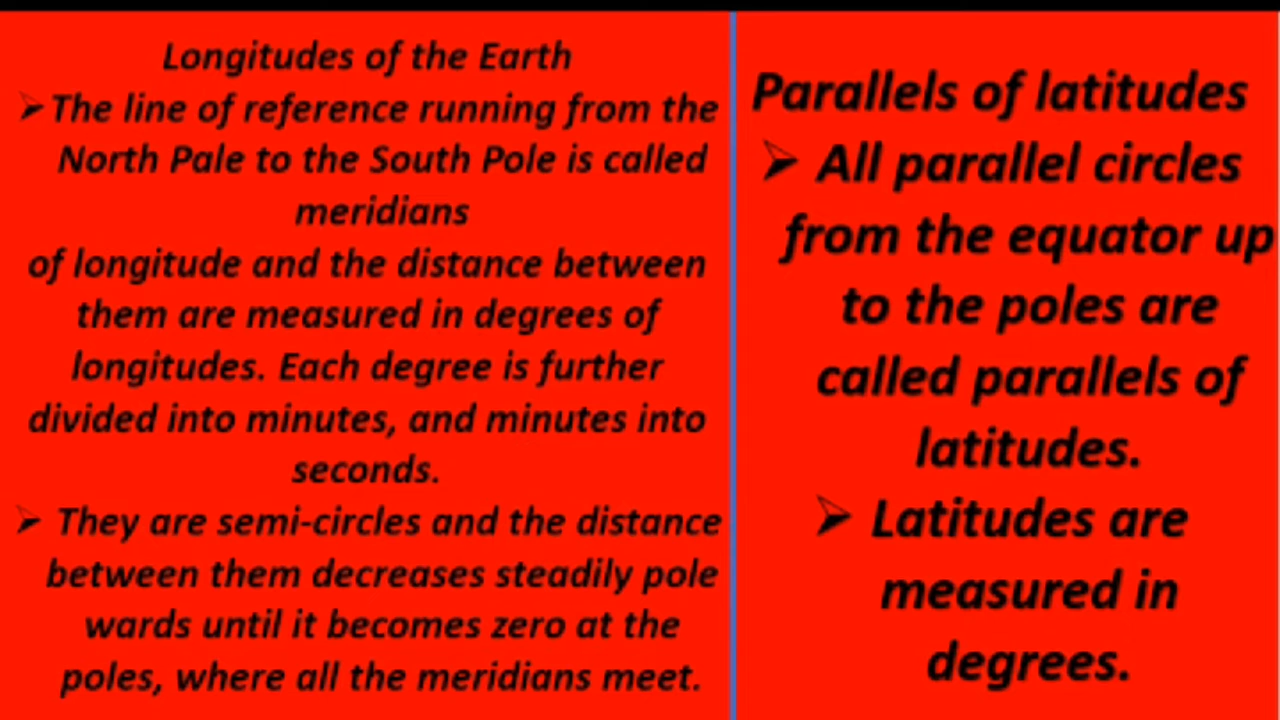 Longitudes of the Earth
➢ The line of reference running from the
North Pale to the South Pole is called
meridians
of longitude and the distance between
them are measured in degrees of
longitudes. Each degree is further
divided into minutes, and minutes into
seconds.
➢ They are semi-circles and the distance
between them decreases steadily pole
wards until it becomes zero at the
poles, where all the meridians meet.
Parallels of latitudes
➢ All parallel circles
from the equator up
to the poles are
called parallels of
latitudes.
➢ Latitudes are
measured in
degrees.